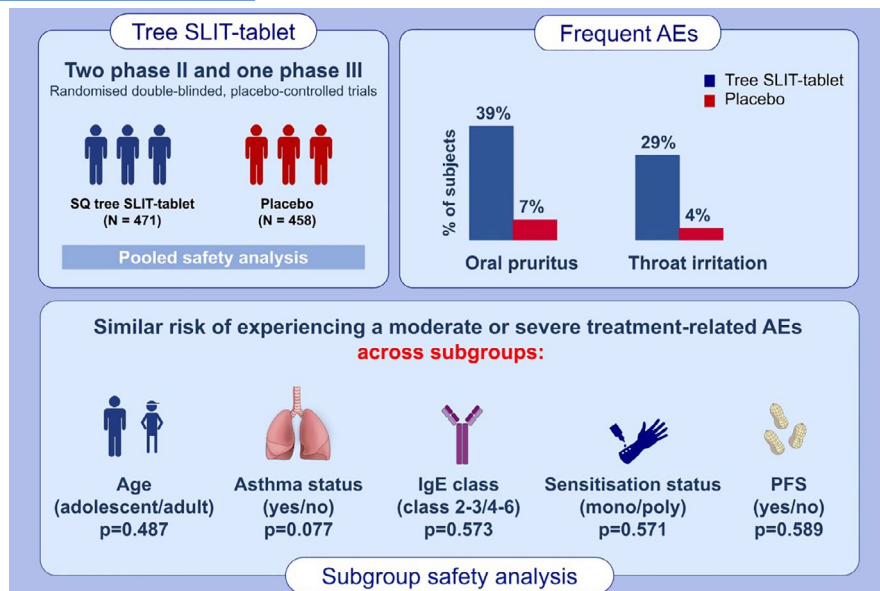 Tree SLIT-tablet
Two phase II and one phase III
Randomised double-blinded, placebo-controlled trials
SQ tree SLIT-tablet
(N = 471)
Placebo
(N = 458)
Pooled safety analysis
Frequent AEs
Tree SLIT-tablet
Placebo
% of subjects
39%
7%
29%
4%
Oral pruritus
Throat irritation
Similar risk of experiencing a moderate or severe treatment-related AEs
across subgroups:
Age
(adolescent/adult)
p=0.487
Asthma status
(yes/no)
p=0.077
IgE class
(class 2-3/4-6)
p=0.573
Sensitisation status
(mono/poly)
p=0.571
PFS
(yes/no)
p=0.589
Subgroup safety analysis